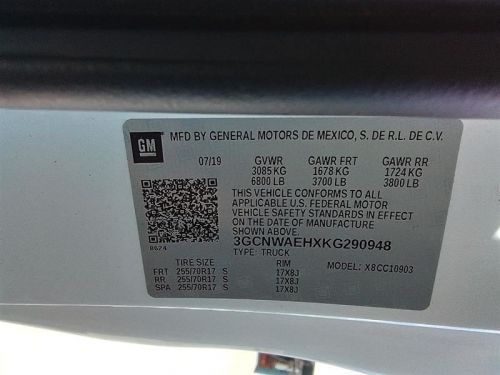 GM
MFD BY GENERAL MOTORS DE MEXICO, S. DE R.L. DE C.V.
07/19 GVWR GAWR FRT GAWR RR
3085 KG 1678 KG 1724 KG
6800 LB 3700 LB 3800 LB
THIS VEHICLE CONFORMS TO ALL
APPLICABLE U.S. FEDERAL MOTOR
VEHICLE SAFETY STANDARDS IN EFFECT
ON THE DATE OF MANUFACTURE
SHOWN ABOVE.
3GCNWAEHXKG290948
TYPE: TRUCK
TIRE SIZE RIM MODEL: X8CC10903
FRT 255/70R17 S 17X8J
RR 255/70R17 S 17X8J
SPA 255/70R17 S 17X8J